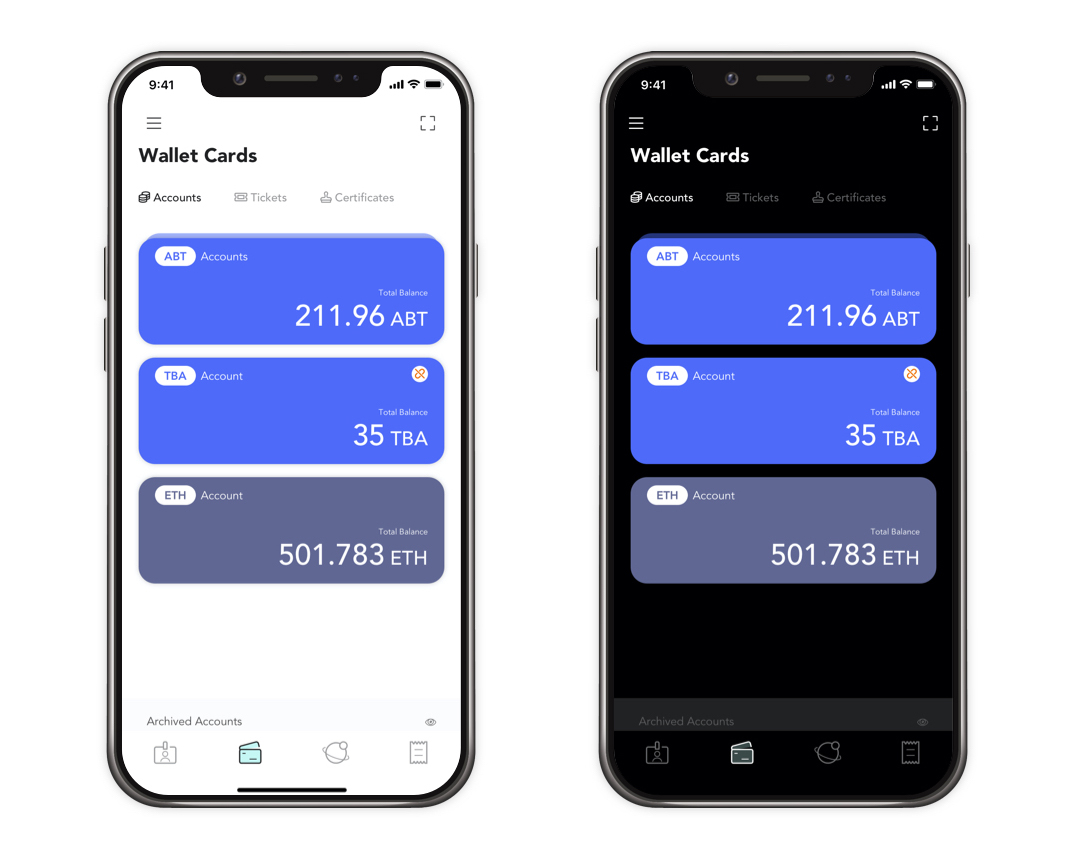 9:41
Wallet Cards
Accounts Tickets Certificates
ABT Accounts
Total Balance
211.96 ABT
TBA Account
Total Balance
35 TBA
ETH Account
Total Balance
501.783 ETH
Archived Accounts
9:41
Wallet Cards
Accounts Tickets Certificates
ABT Accounts
Total Balance
211.96 ABT
TBA Account
Total Balance
35 TBA
ETH Account
Total Balance
501.783 ETH
Archived Accounts